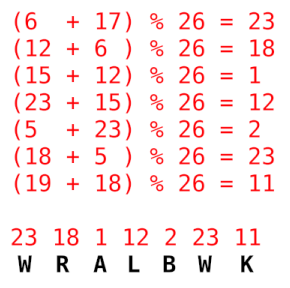 (6 + 17) % 26 = 23
(12 + 6 ) % 26 = 18
(15 + 12) % 26 = 1
(23 + 15) % 26 = 12
(5 + 23) % 26 = 2
(18 + 5 ) % 26 = 23
(19 + 18) % 26 = 11
23 18 1 12 2 23 11
W R A L B W K